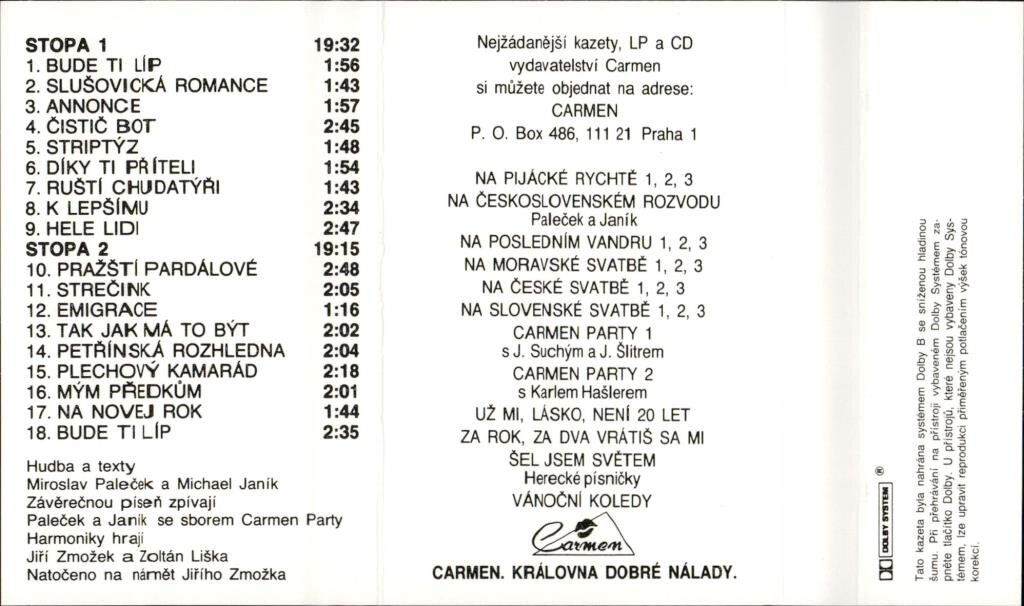 STOPA 1 19:32
1. BUDE TI LÍP 1:56
2. SLUŠOVICKÁ ROMANCE 1:43
3. ANNONCE 1:57
4. ČISTIČ BOT 2:45
5. STRIPTÝZ 1:48
6. DÍKY TI PŘÍTELI 1:54
7. RUŠTÍ CHUDATÝŘI 1:43
8. K LEPŠÍMU 2:34
9. HELE LIDI 2:47
STOPA 2 19:15
10. PRAŽŠTÍ PARDÁLOVÉ 2:48
11. STREČINK 2:05
12. EMIGRACE 1:16
13. TAK JAK MÁ TO BÝT 2:02
14. PETŘÍNSKÁ ROZHLEDNA 2:04
15. PLECHOVÝ KAMARÁD 2:18
16. MÝM PŘEDKŮM 2:01
17. NA NOVEJ ROK 1:44
18. BUDE TI LÍP 2:35
Hudba a texty
Miroslav Paleček a Michael Janík
Závěrečnou píseň zpívají
Paleček a Janík se sborem Carmen Party
Harmoniky hrají
Jiří Zmožek a Zoltán Liška
Natočeno na námět Jiřího Zmožka
Nejžádanější kazety, LP a CD
vydavatelství Carmen
si můžete objednat na adrese:
CARMEN
P. O. Box 486, 111 21 Praha 1
NA PIJÁCKÉ RYCHTĚ 1, 2, 3
NA ČESKOSLOVENSKÉM ROZVODU
Paleček a Janík
NA POSLEDNÍM VANDRU 1, 2, 3
NA MORAVSKÉ SVATBĚ 1, 2, 3
NA ČESKÉ SVATBĚ 1, 2, 3
NA SLOVENSKÉ SVATBĚ 1, 2, 3
CARMEN PARTY 1
s J. Suchým a J. Šlitrem
CARMEN PARTY 2
s Karlem Hašlerem
UŽ MI, LÁSKO, NENÍ 20 LET
ZA ROK, ZA DVA VRÁTIŠ SA MI
ŠEL JSEM SVĚTEM
Herecké písničky
VÁNOČNÍ KOLEDY
Carmen
CARMEN. KRÁLOVNA DOBRÉ NÁLADY.
DOLBY SYSTEM ®
Tato kazeta byla nahrána systémem Dolby B se sníženou hladinou
šumu. Při přehrávání na přístroji vybaveném Dolby Systémem za-
pněte tlačítko Dolby. U přístrojů, které nejsou vybaveny Dolby Sys-
témem, lze upravit reprodukci přiměřeným potlačením výšek tónovou
korekcí.